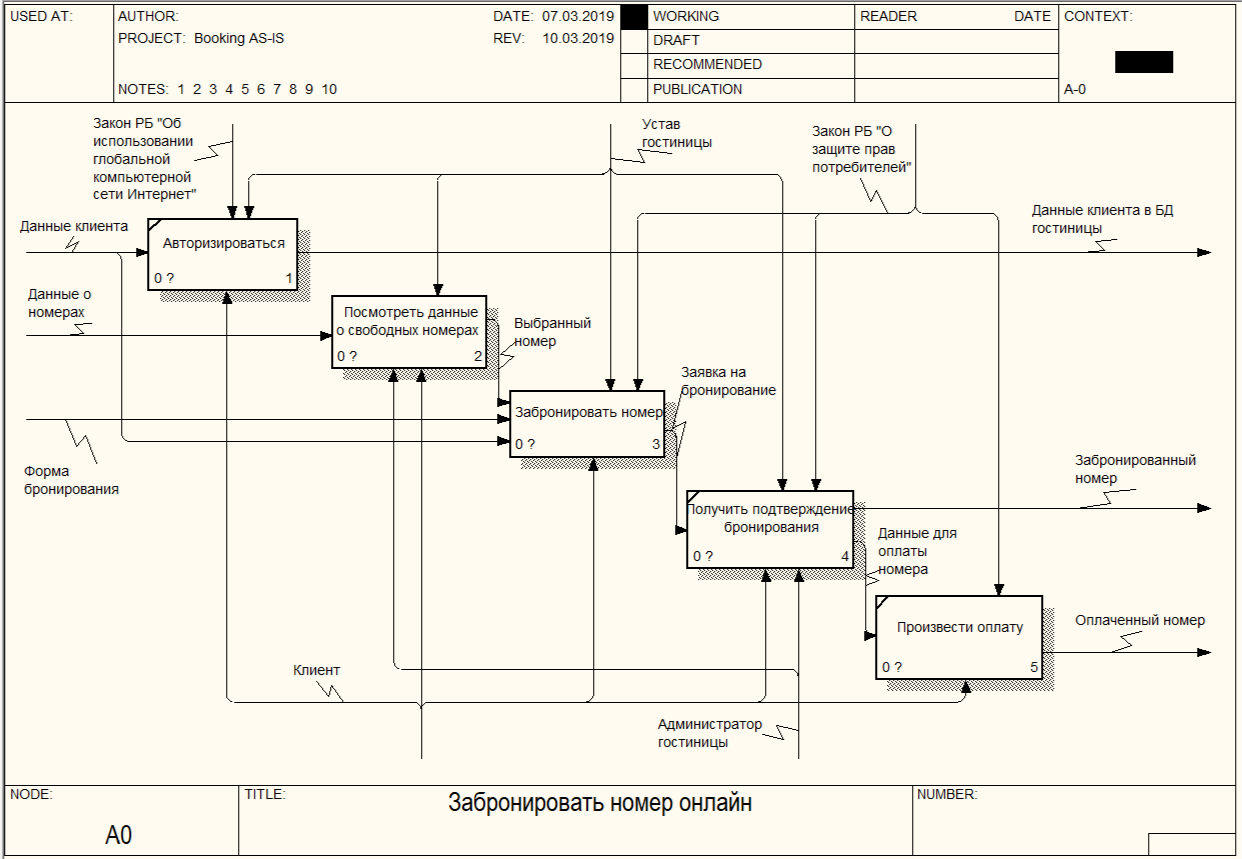 USED AT:
AUTHOR:
DATE: 07.03.2019
WORKING
READER
DATE
CONTEXT:
PROJECT: Booking AS-IS
REV: 10.03.2019
DRAFT
RECOMMENDED
NOTES: 1 2 3 4 5 6 7 8 9 10
PUBLICATION
A-0
Закон РБ "Об
использовании
глобальной
компьютерной
сети Интернет"
Устав
гостиницы
Закон РБ "О
защите прав
потребителей"
Данные клиента
Авторизироваться
0 ?
1
Данные клиента в БД
гостиницы
Данные о
номерах
Посмотреть данные
о свободных номерах
0 ?
2
Выбранный
номер
Заявка на
бронирование
Забронировать номер
0 ?
3
Форма
бронирования
Забронированный
номер
Получить подтверждение
бронирования
0 ?
4
Данные для
оплаты
номера
Произвести оплату
0 ?
5
Оплаченный номер
Клиент
Администратор
гостиницы
NODE:
TITLE:
NUMBER:
A0
Забронировать номер онлайн